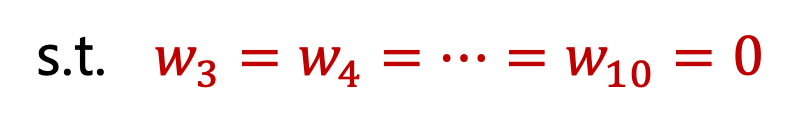 s.t. w₃ = w₄ = ⋯ = w₁₀ = 0